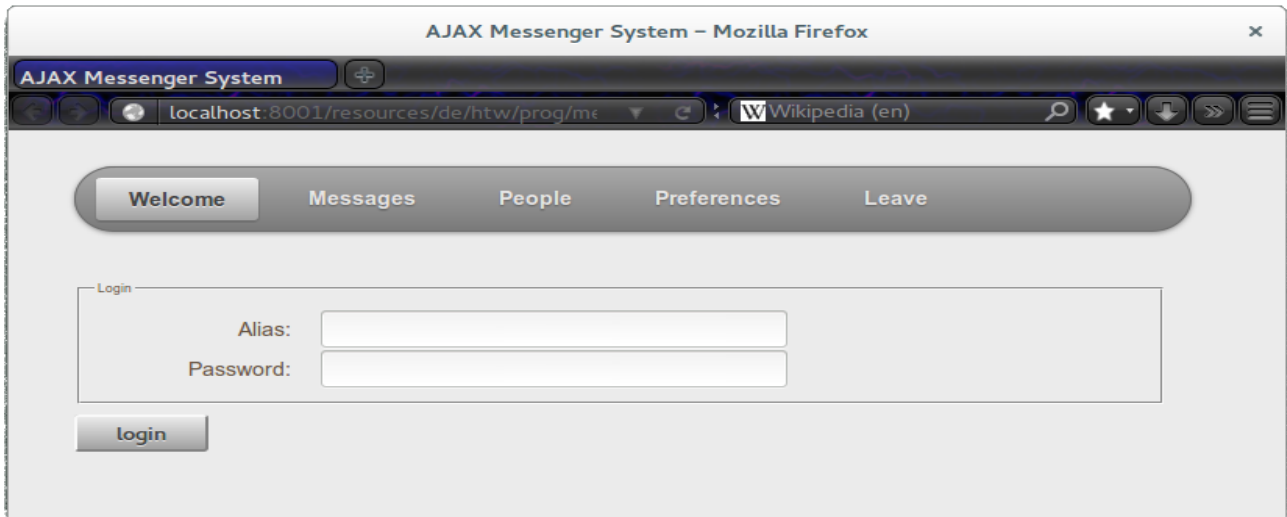 AJAX Messenger System – Mozilla Firefox ×
AJAX Messenger System
localhost:8001/resources/de/htw/prog/me W Wikipedia (en)
Welcome Messages People Preferences Leave
Login
Alias:
Password:
login